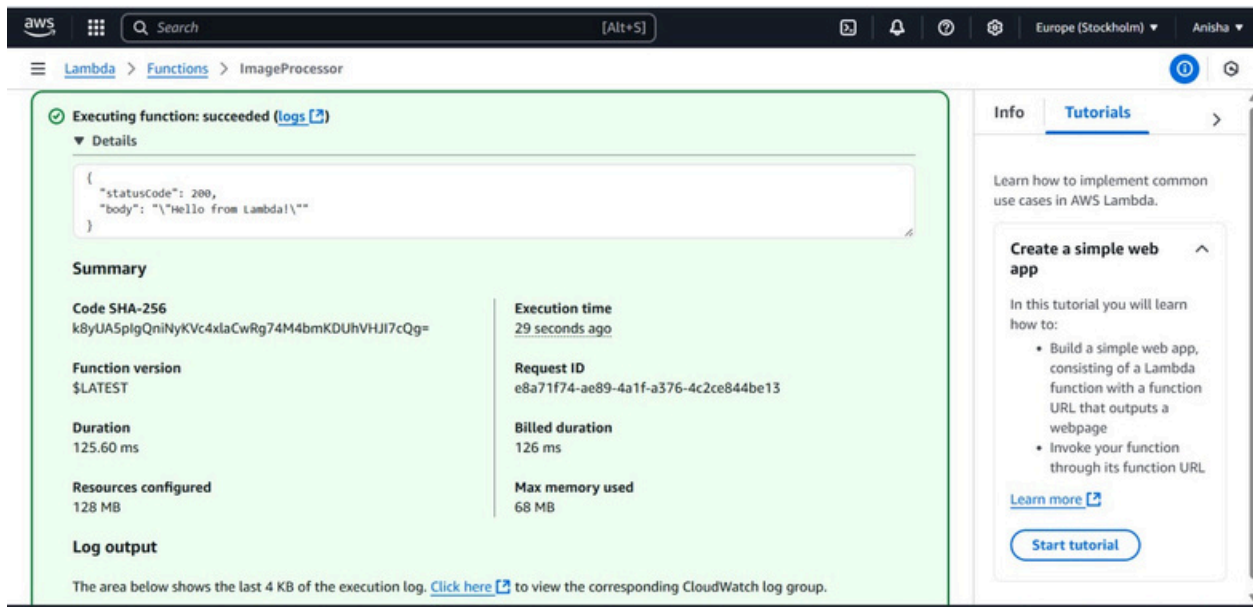 aws
Search
[Alt+S]
Europe (Stockholm)
Anisha
Lambda > Functions > ImageProcessor
Executing function: succeeded (logs)
Details
{
"statusCode": 200,
"body": "\"Hello from Lambda!\""
}
Summary
Code SHA-256
k8yUA5pIgQniNyKVc4xlaCwRg74M4bmKDUhVHJI7cQg=
Execution time
29 seconds ago
Function version
$LATEST
Request ID
e8a71f74-ae89-4a1f-a376-4c2ce844be13
Duration
125.60 ms
Billed duration
126 ms
Resources configured
128 MB
Max memory used
68 MB
Log output
The area below shows the last 4 KB of the execution log. Click here to view the corresponding CloudWatch log group.
Info
Tutorials
Learn how to implement common
use cases in AWS Lambda.
Create a simple web
app
In this tutorial you will learn
how to:
• Build a simple web app,
consisting of a Lambda
function with a function
URL that outputs a
webpage
• Invoke your function
through its function URL
Learn more
Start tutorial